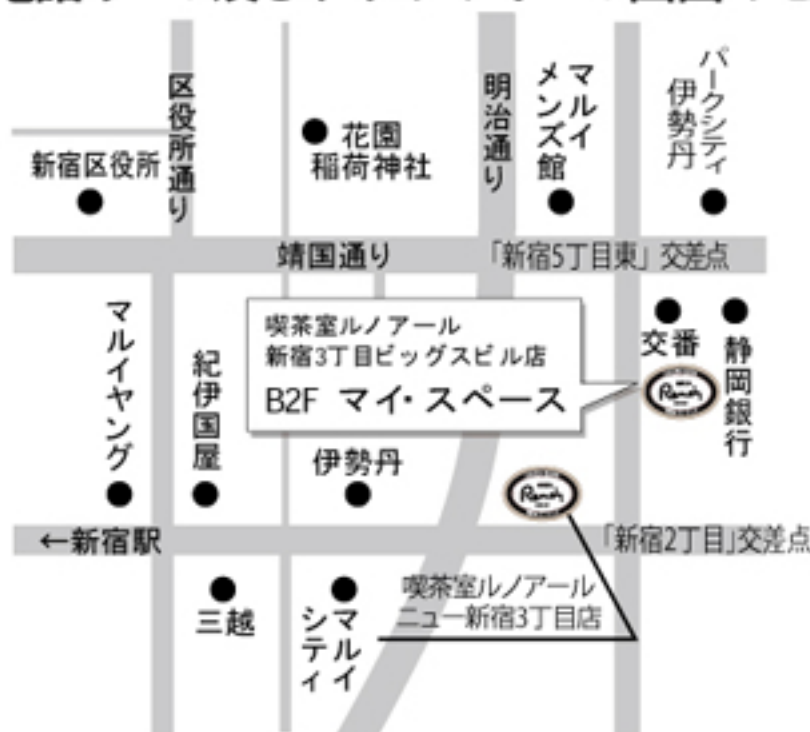 区役所通り
明治通り
マルイ
メンズ館
パークシティ
伊勢丹
花園
稲荷神社
新宿区役所
靖国通り
「新宿5丁目東」交差点
マルイヤング
紀伊国屋
喫茶室ルノアール
新宿3丁目ビッグスビル店
B2F マイ・スペース
交番
静岡銀行
伊勢丹
←新宿駅
「新宿2丁目」交差点
三越
マルイ
シティ
喫茶室ルノアール
ニュー新宿3丁目店